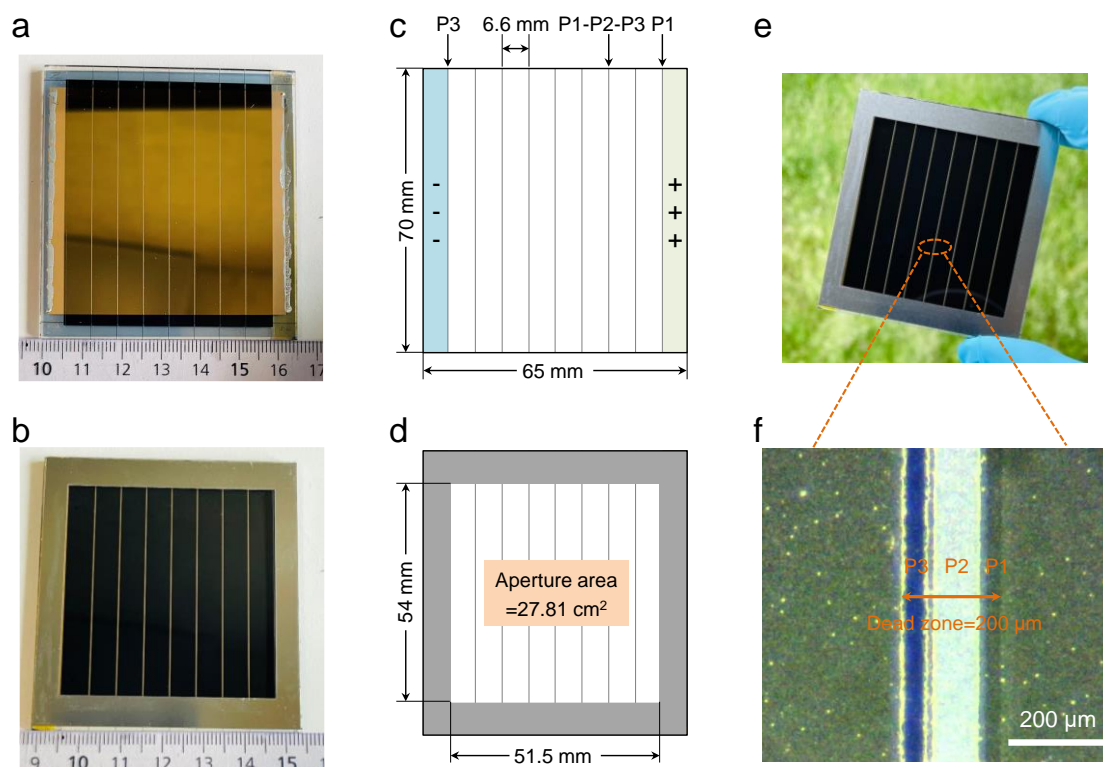 a
10 11 12 13 14 15 16 17
b
9 10 11 12 13 14 15
c
P3 6.6 mm P1-P2-P3 P1
70 mm
- +
- +
- +
65 mm
d
54 mm
Aperture area
=27.81 cm²
51.5 mm
e
f
P3 P2 P1
Dead zone=200 µm
200 µm